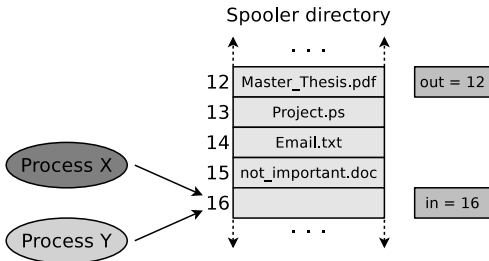 Spooler directory
. . .
12 Master_Thesis.pdf out = 12
13 Project.ps
14 Email.txt
Process X
15 not_important.doc
16 in = 16
Process Y
. . .